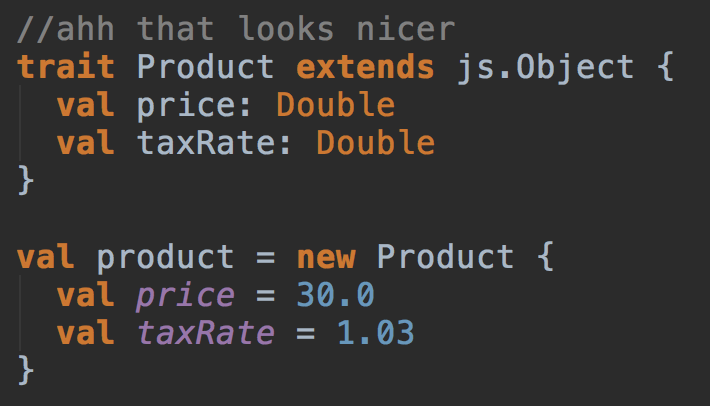 //ahh that looks nicer
trait Product extends js.Object {
  val price: Double
  val taxRate: Double
}

val product = new Product {
  val price = 30.0
  val taxRate = 1.03
}